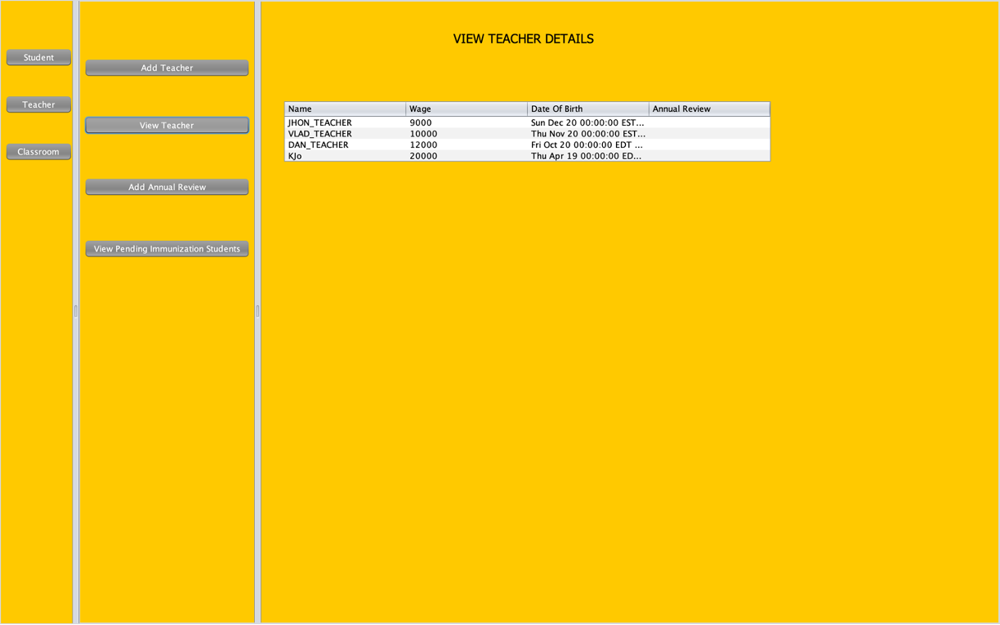 VIEW TEACHER DETAILS
Student
Teacher
Classroom
Add Teacher
View Teacher
Add Annual Review
View Pending Immunization Students
Name Wage Date Of Birth Annual Review
JHON_TEACHER 9000 Sun Dec 20 00:00:00 EST...
VLAD_TEACHER 10000 Thu Nov 20 00:00:00 EST...
DAN_TEACHER 12000 Fri Oct 20 00:00:00 EDT ...
KJo 20000 Thu Apr 19 00:00:00 ED...